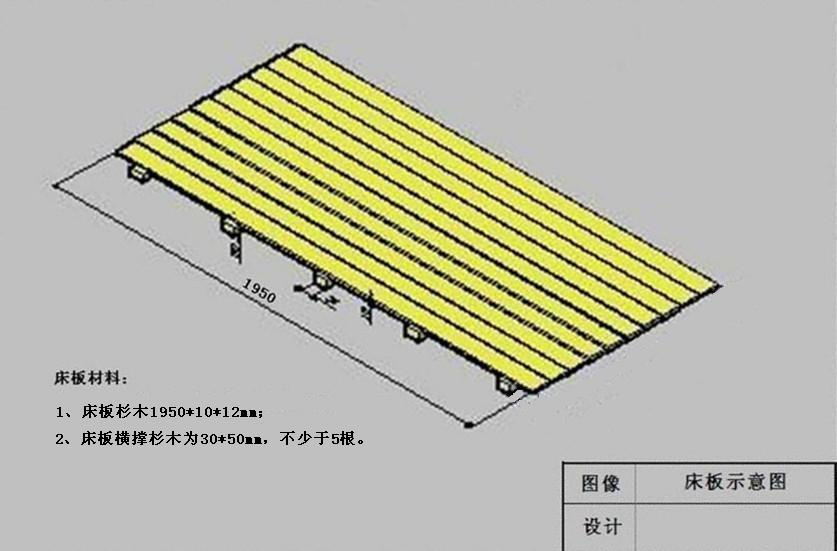 1950
床板材料：
1、床板杉木1950*10*12mm；
2、床板横撑杉木为30*50mm，不少于5根。
图像 床板示意图
设计